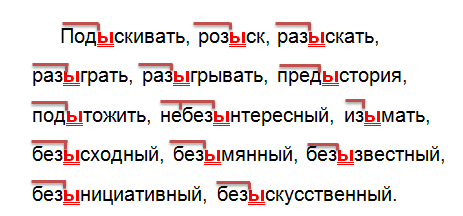 Подыскивать, розыск, разыскать,
разыграть, разыгрывать, предыстория,
подытожить, небезынтересный, изымать,
безысходный, безымянный, безызвестный,
безынициативный, безыскусственный.